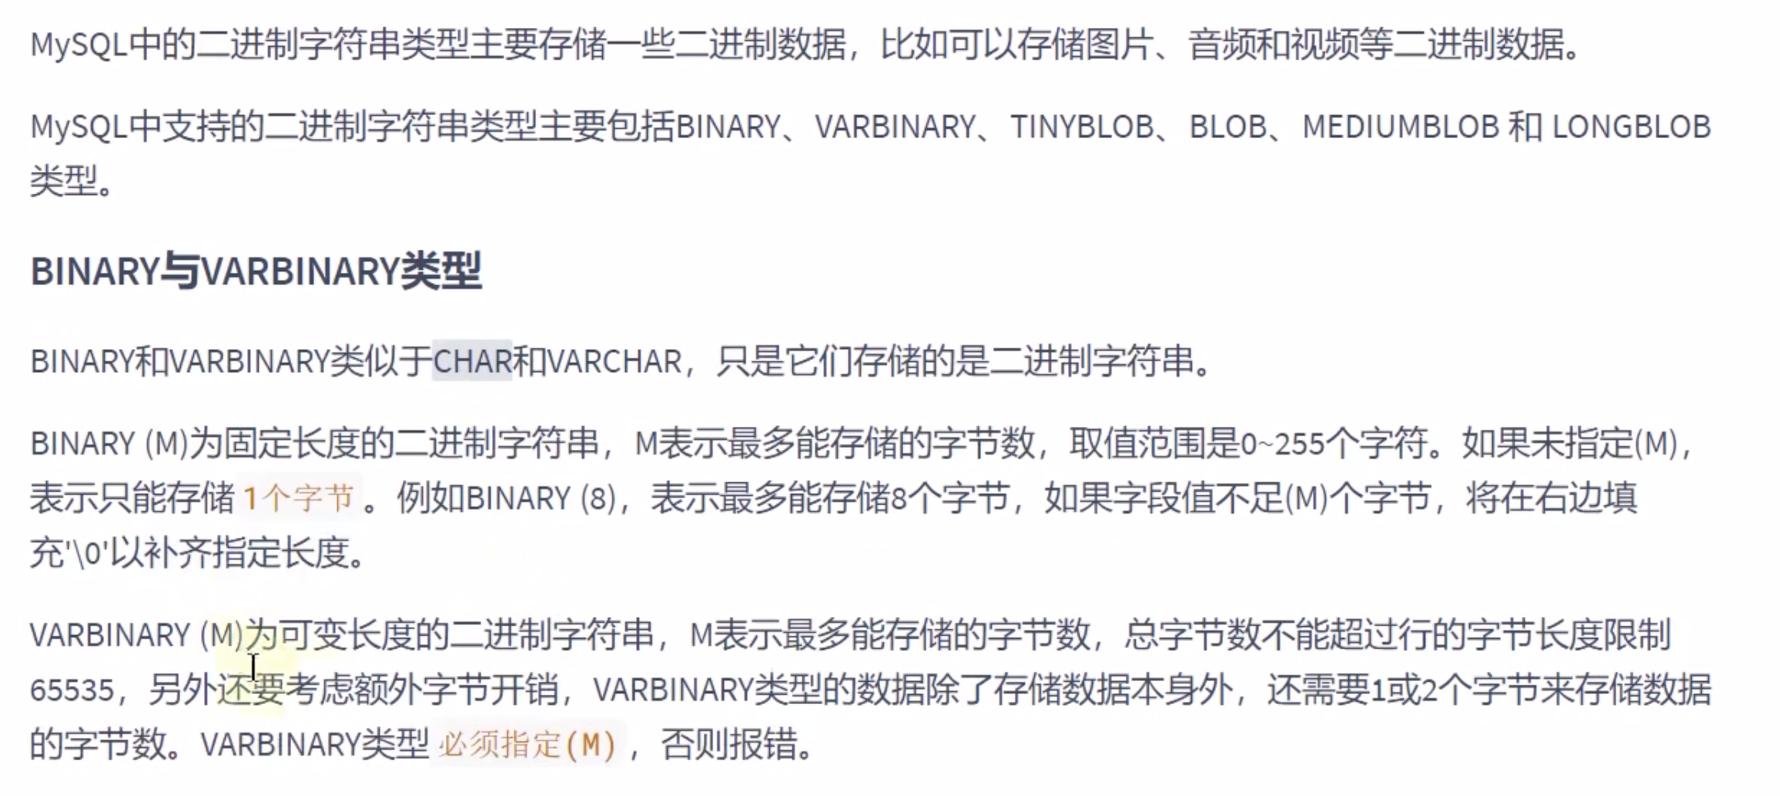 MySQL中的二进制字符串类型主要存储一些二进制数据，比如可以存储图片、音频和视频等二进制数据。
MySQL中支持的二进制字符串类型主要包括BINARY、VARBINARY、TINYBLOB、BLOB、MEDIUMBLOB 和 LONGBLOB
类型。
BINARY与VARBINARY类型
BINARY和VARBINARY类似于CHAR和VARCHAR，只是它们存储的是二进制字符串。
BINARY (M)为固定长度的二进制字符串，M表示最多能存储的字节数，取值范围是0~255个字符。如果未指定(M)，
表示只能存储 1个字节 。例如BINARY (8)，表示最多能存储8个字节，如果字段值不足(M)个字节，将在右边填
充'\0'以补齐指定长度。
VARBINARY (M)为可变长度的二进制字符串，M表示最多能存储的字节数，总字节数不能超过行的字节长度限制
65535，另外还要考虑额外字节开销，VARBINARY类型的数据除了存储数据本身外，还需要1或2个字节来存储数据
的字节数。VARBINARY类型 必须指定(M) ，否则报错。